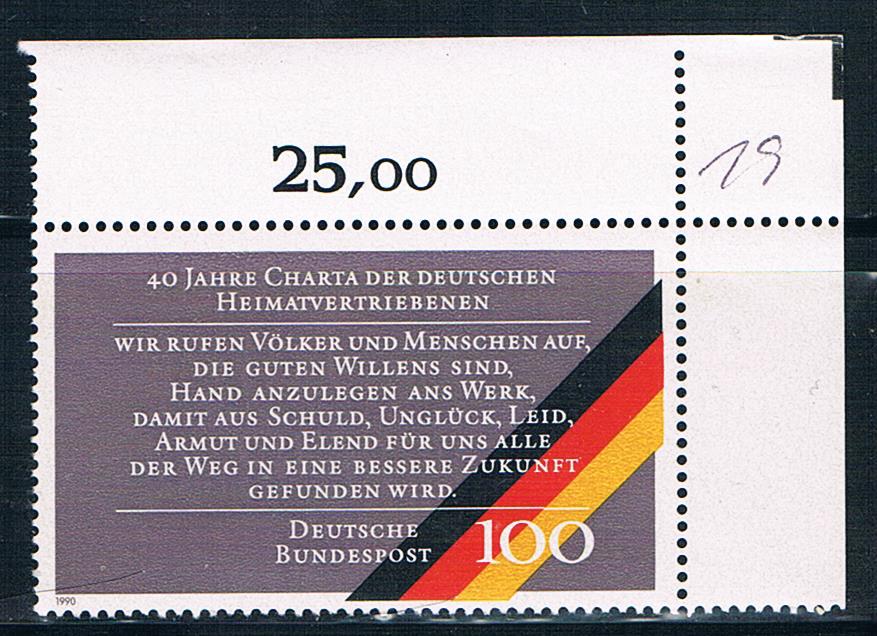 25,00
19
40 JAHRE CHARTA DER DEUTSCHEN
HEIMATVERTRIEBENEN
WIR RUFEN VÖLKER UND MENSCHEN AUF,
DIE GUTEN WILLENS SIND,
HAND ANZULEGEN ANS WERK,
DAMIT AUS SCHULD, UNGLÜCK, LEID,
ARMUT UND ELEND FÜR UNS ALLE
DER WEG IN EINE BESSERE ZUKUNFT
GEFUNDEN WIRD.
DEUTSCHE
BUNDESPOST 100
1990